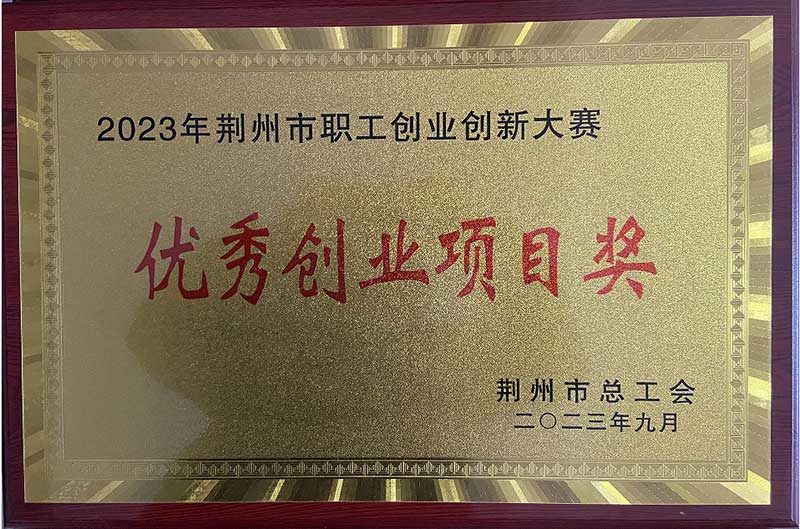 2023年荆州市职工创业创新大赛
优秀创业项目奖
荆州市总工会
二〇二三年九月